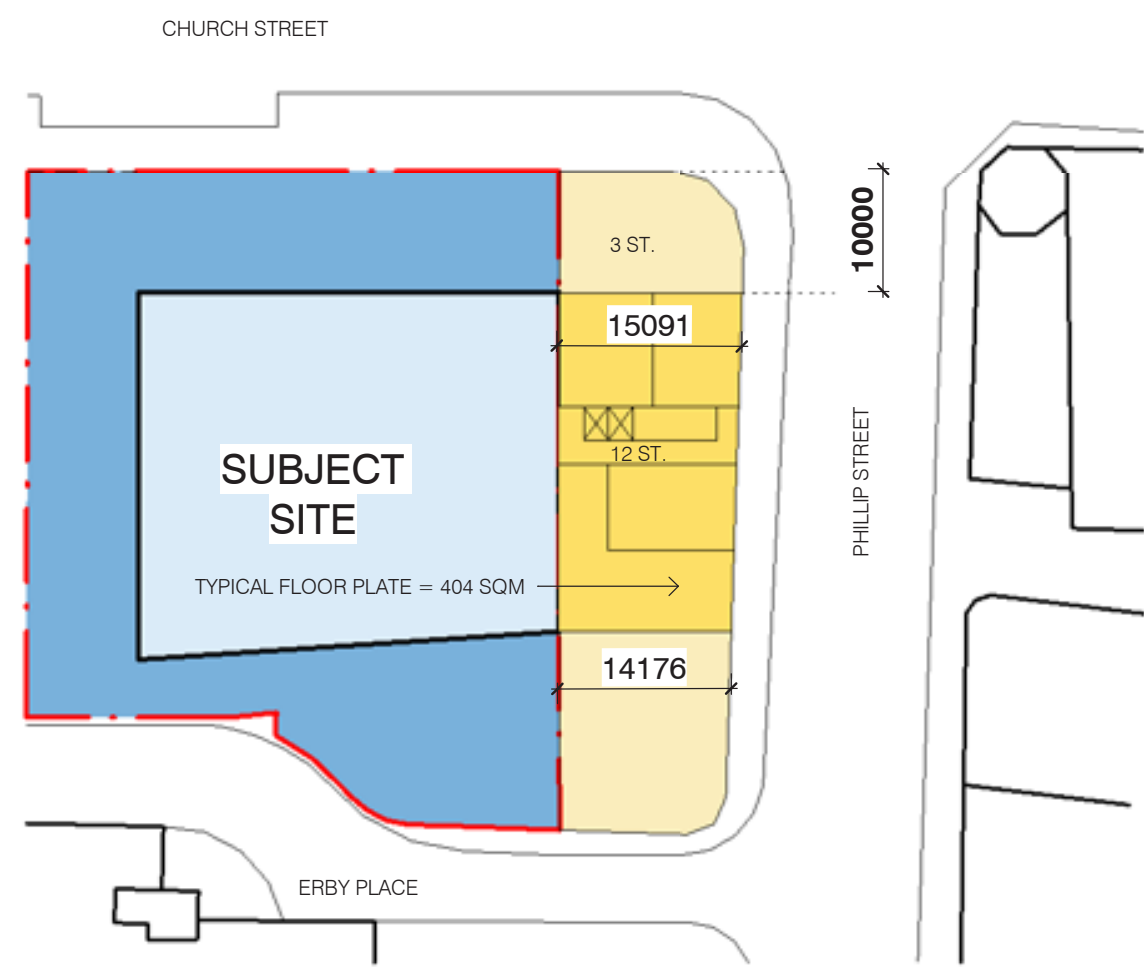 CHURCH STREET
3 ST.
10000
15091
12 ST.
SUBJECT
SITE
PHILLIP STREET
TYPICAL FLOOR PLATE = 404 SQM
14176
ERBY PLACE